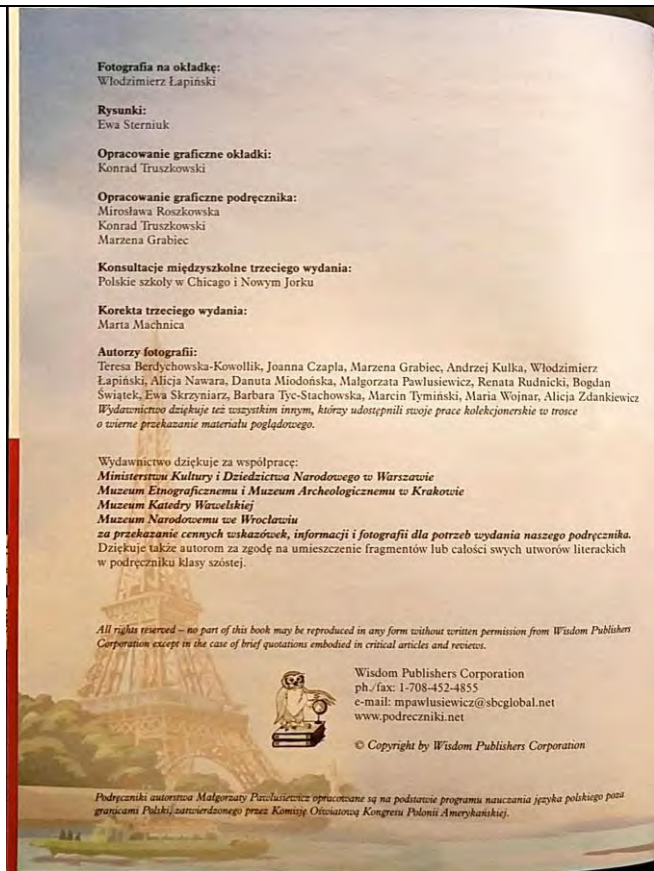 Fotografia na okładkę:
Włodzimierz Łapiński
Rysunki:
Ewa Sterniuk
Opracowanie graficzne okładki:
Konrad Truszkowski
Opracowanie graficzne podręcznika:
Mirosława Roszkowska
Konrad Truszkowski
Marzena Grabiec
Konsultacje międzyszkolne trzeciego wydania:
Polskie szkoły w Chicago i Nowym Jorku
Korekta trzeciego wydania:
Marta Machnica
Autorzy fotografii:
Teresa Berdychowska-Kowollik, Joanna Czapla, Marzena Grabiec, Andrzej Kulka, Włodzimierz
Łapiński, Alicja Nawara, Danuta Miodońska, Małgorzata Pawlusiewicz, Renata Rudnicki, Bogdan
Świątek, Ewa Skrzyniarz, Barbara Tyc-Stachowska, Marcin Tymiński, Maria Wojnar, Alicja Zdankiewicz
Wydawnictwo dziękuje też wszystkim innym, którzy udostępnili swoje prace kolekcjonerskie w trosce
o wierne przekazanie materiału poglądowego.
Wydawnictwo dziękuje za współpracę:
Ministerstwu Kultury i Dziedzictwa Narodowego w Warszawie
Muzeum Etnograficznemu i Muzeum Archeologicznemu w Krakowie
Muzeum Katedry Wawelskiej
Muzeum Narodowemu we Wrocławiu
za przekazanie cennych wskazówek, informacji i fotografii dla potrzeb wydania naszego podręcznika.
Dziękuje także autorom za zgodę na umieszczenie fragmentów lub całości swych utworów literackich
w podręczniku klasy szóstej.
All rights reserved – no part of this book may be reproduced in any form without written permission from Wisdom Publishers
Corporation except in the case of brief quotations embodied in critical articles and reviews.
Wisdom Publishers Corporation
ph./fax: 1-708-452-4855
e-mail: mpawlusiewicz@sbcglobal.net
www.podreczniki.net
© Copyright by Wisdom Publishers Corporation
Podręczniki autorstwa Małgorzaty Pawlusiewicz opracowane są na podstawie programu nauczania języka polskiego poza
granicami Polski, zatwierdzonego przez Komisję Oświatową Kongresu Polonii Amerykańskiej.